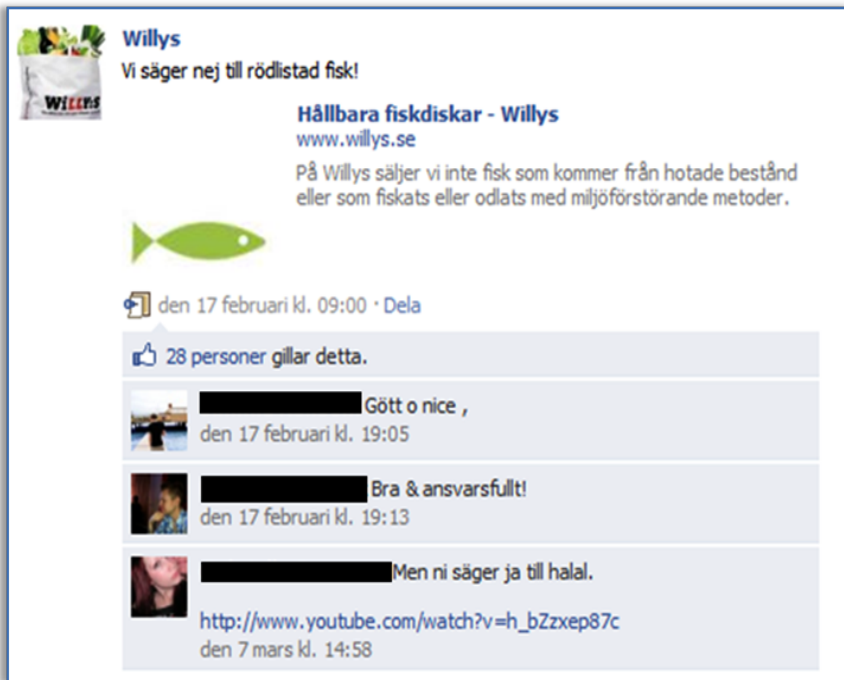 Willys
Vi säger nej till rödlistad fisk!
Willys
Hållbara fiskdiskar - Willys
www.willys.se
På Willys säljer vi inte fisk som kommer från hotade bestånd
eller som fiskats eller odlats med miljöförstörande metoder.
den 17 februari kl. 09:00 · Dela
28 personer gillar detta.
Gött o nice ,
den 17 februari kl. 19:05
Bra & ansvarsfullt!
den 17 februari kl. 19:13
Men ni säger ja till halal.
http://www.youtube.com/watch?v=h_bZzxep87c
den 7 mars kl. 14:58